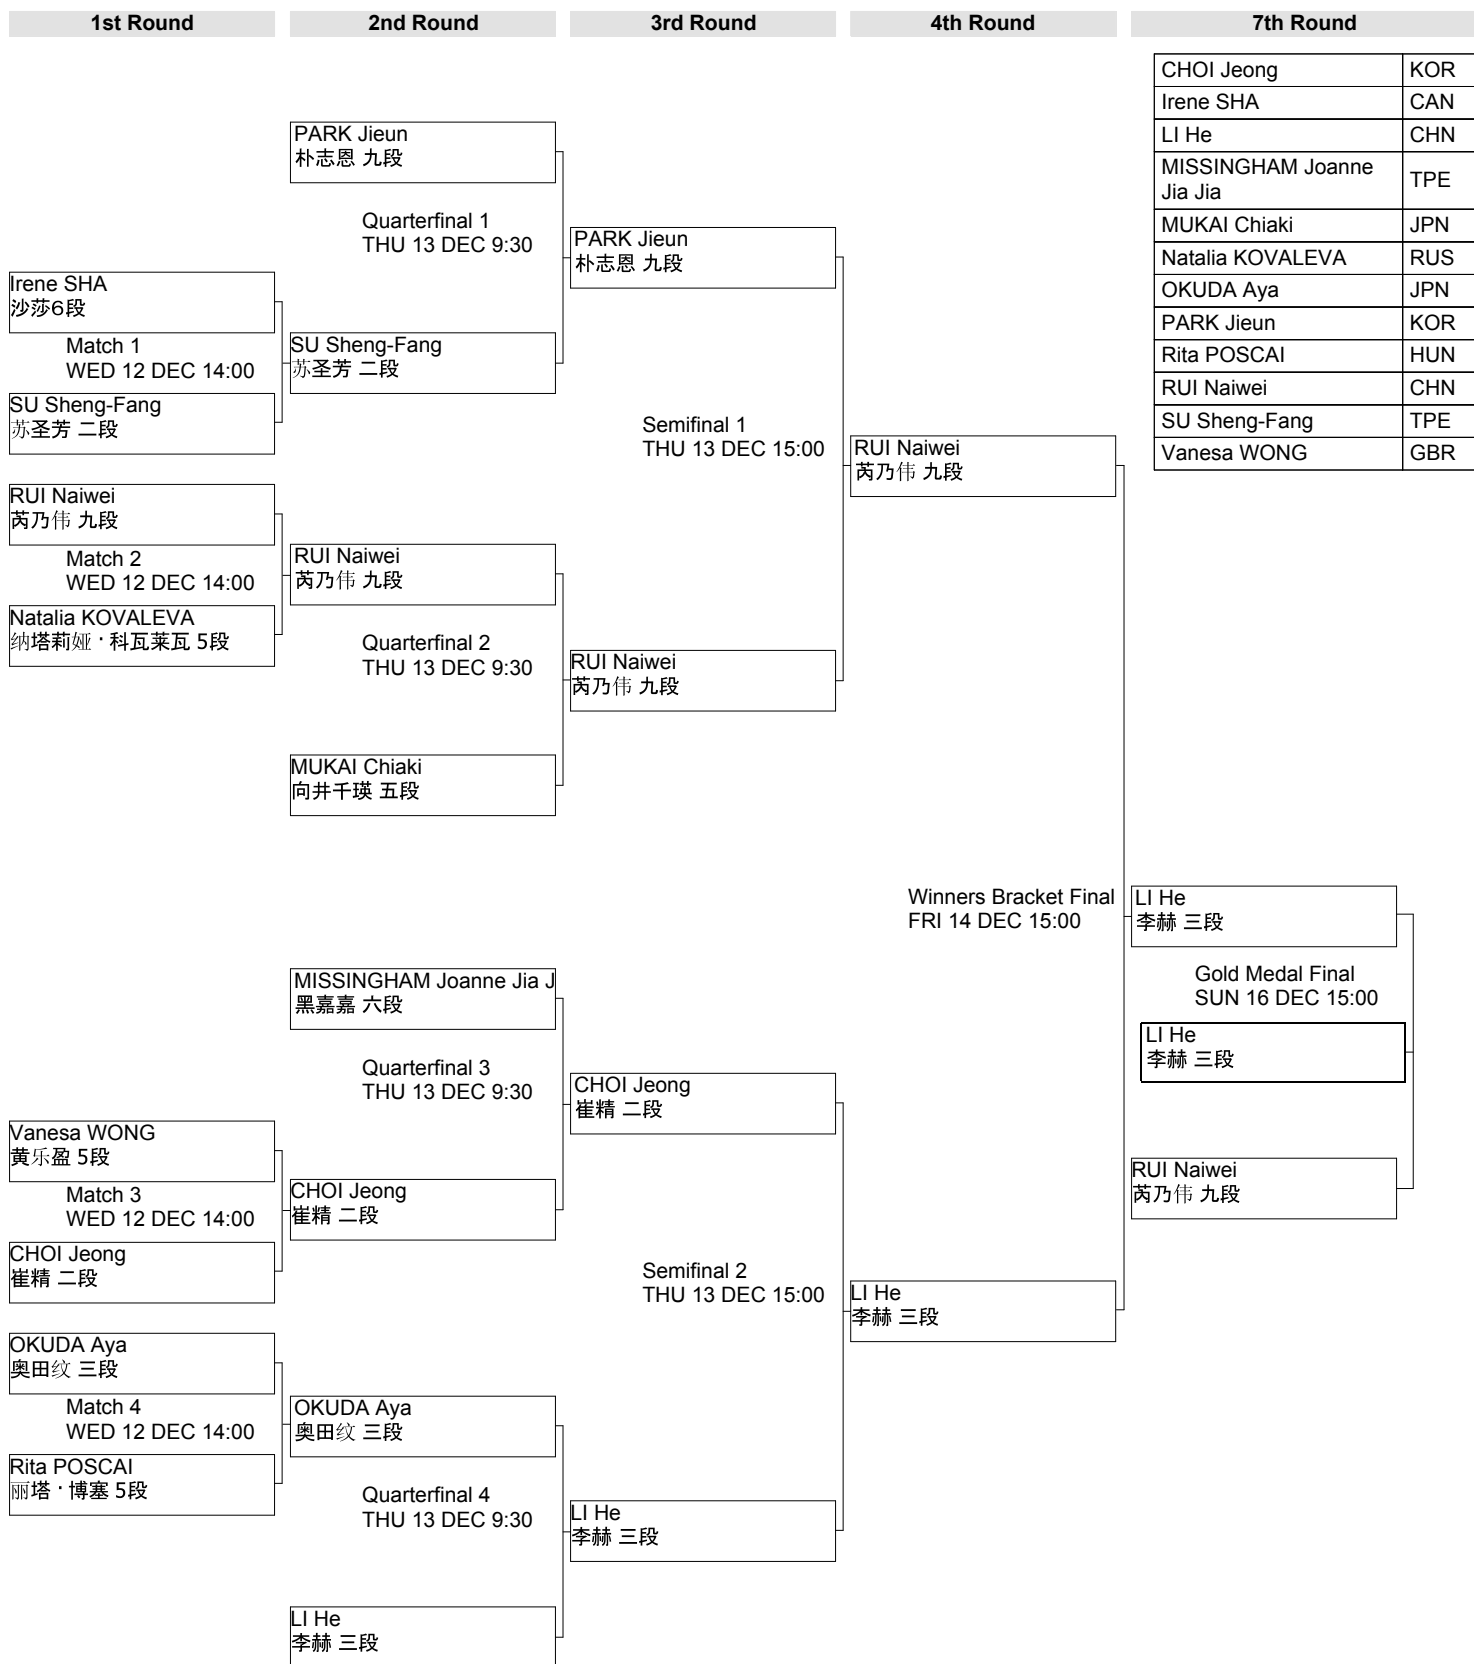 1st Round
2nd Round
3rd Round
4th Round
7th Round
CHOI Jeong KOR
Irene SHA CAN
LI He CHN
MISSINGHAM Joanne
Jia Jia TPE
MUKAI Chiaki JPN
Natalia KOVALEVA RUS
OKUDA Aya JPN
PARK Jieun KOR
Rita POSCAI HUN
RUI Naiwei CHN
SU Sheng-Fang TPE
Vanesa WONG GBR
Irene SHA
沙莎6段
Match 1
WED 12 DEC 14:00
SU Sheng-Fang
苏圣芳 二段
RUI Naiwei
芮乃伟 九段
Match 2
WED 12 DEC 14:00
Natalia KOVALEVA
纳塔莉娅·科瓦莱瓦 5段
Vanesa WONG
黄乐盈 5段
Match 3
WED 12 DEC 14:00
CHOI Jeong
崔精 二段
OKUDA Aya
奥田纹 三段
Match 4
WED 12 DEC 14:00
Rita POSCAI
丽塔·博塞 5段
PARK Jieun
朴志恩 九段
Quarterfinal 1
THU 13 DEC 9:30
SU Sheng-Fang
苏圣芳 二段
RUI Naiwei
芮乃伟 九段
Quarterfinal 2
THU 13 DEC 9:30
MUKAI Chiaki
向井千瑛 五段
MISSINGHAM Joanne Jia J
黑嘉嘉 六段
Quarterfinal 3
THU 13 DEC 9:30
CHOI Jeong
崔精 二段
OKUDA Aya
奥田纹 三段
Quarterfinal 4
THU 13 DEC 9:30
LI He
李赫 三段
PARK Jieun
朴志恩 九段
Semifinal 1
THU 13 DEC 15:00
RUI Naiwei
芮乃伟 九段
CHOI Jeong
崔精 二段
Semifinal 2
THU 13 DEC 15:00
LI He
李赫 三段
RUI Naiwei
芮乃伟 九段
Winners Bracket Final
FRI 14 DEC 15:00
LI He
李赫 三段
LI He
李赫 三段
Gold Medal Final
SUN 16 DEC 15:00
LI He
李赫 三段
RUI Naiwei
芮乃伟 九段